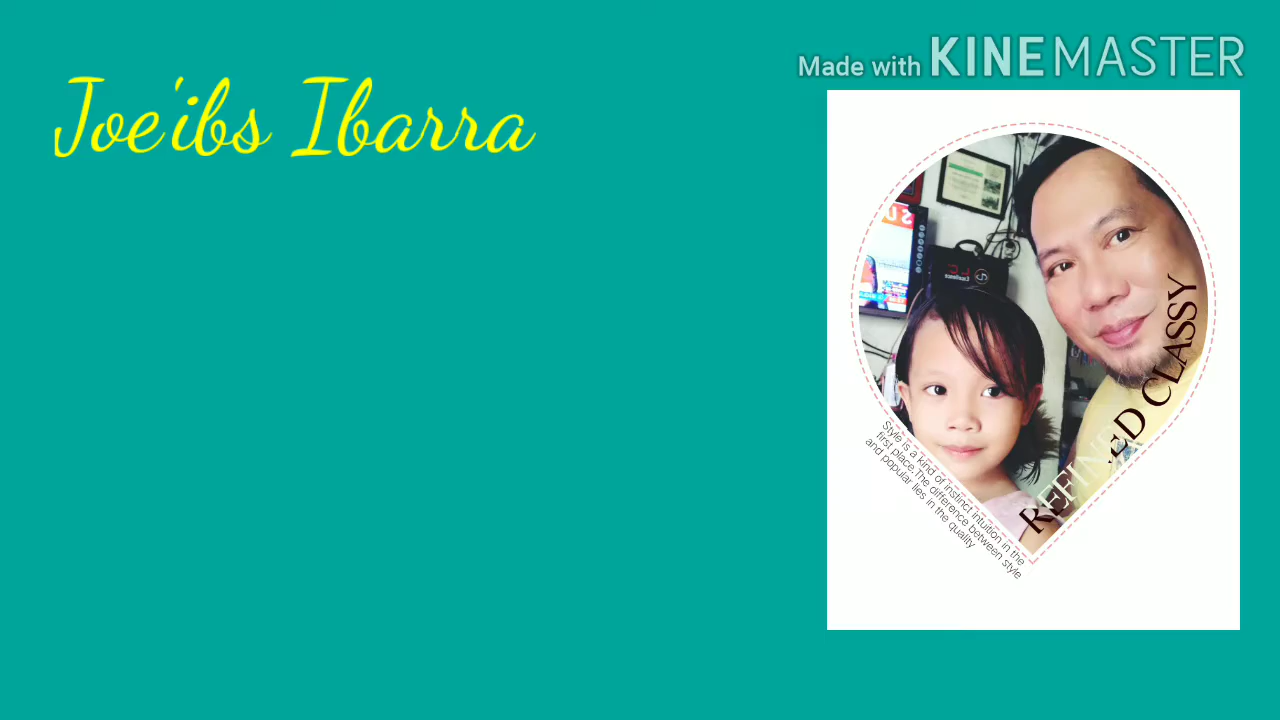 Joe'ibs Ibarra
Made with KINEMASTER
REFINED CLASSY
Style is a kind of instinct intuition in the
first place.The difference between style
and popular lies in the quality